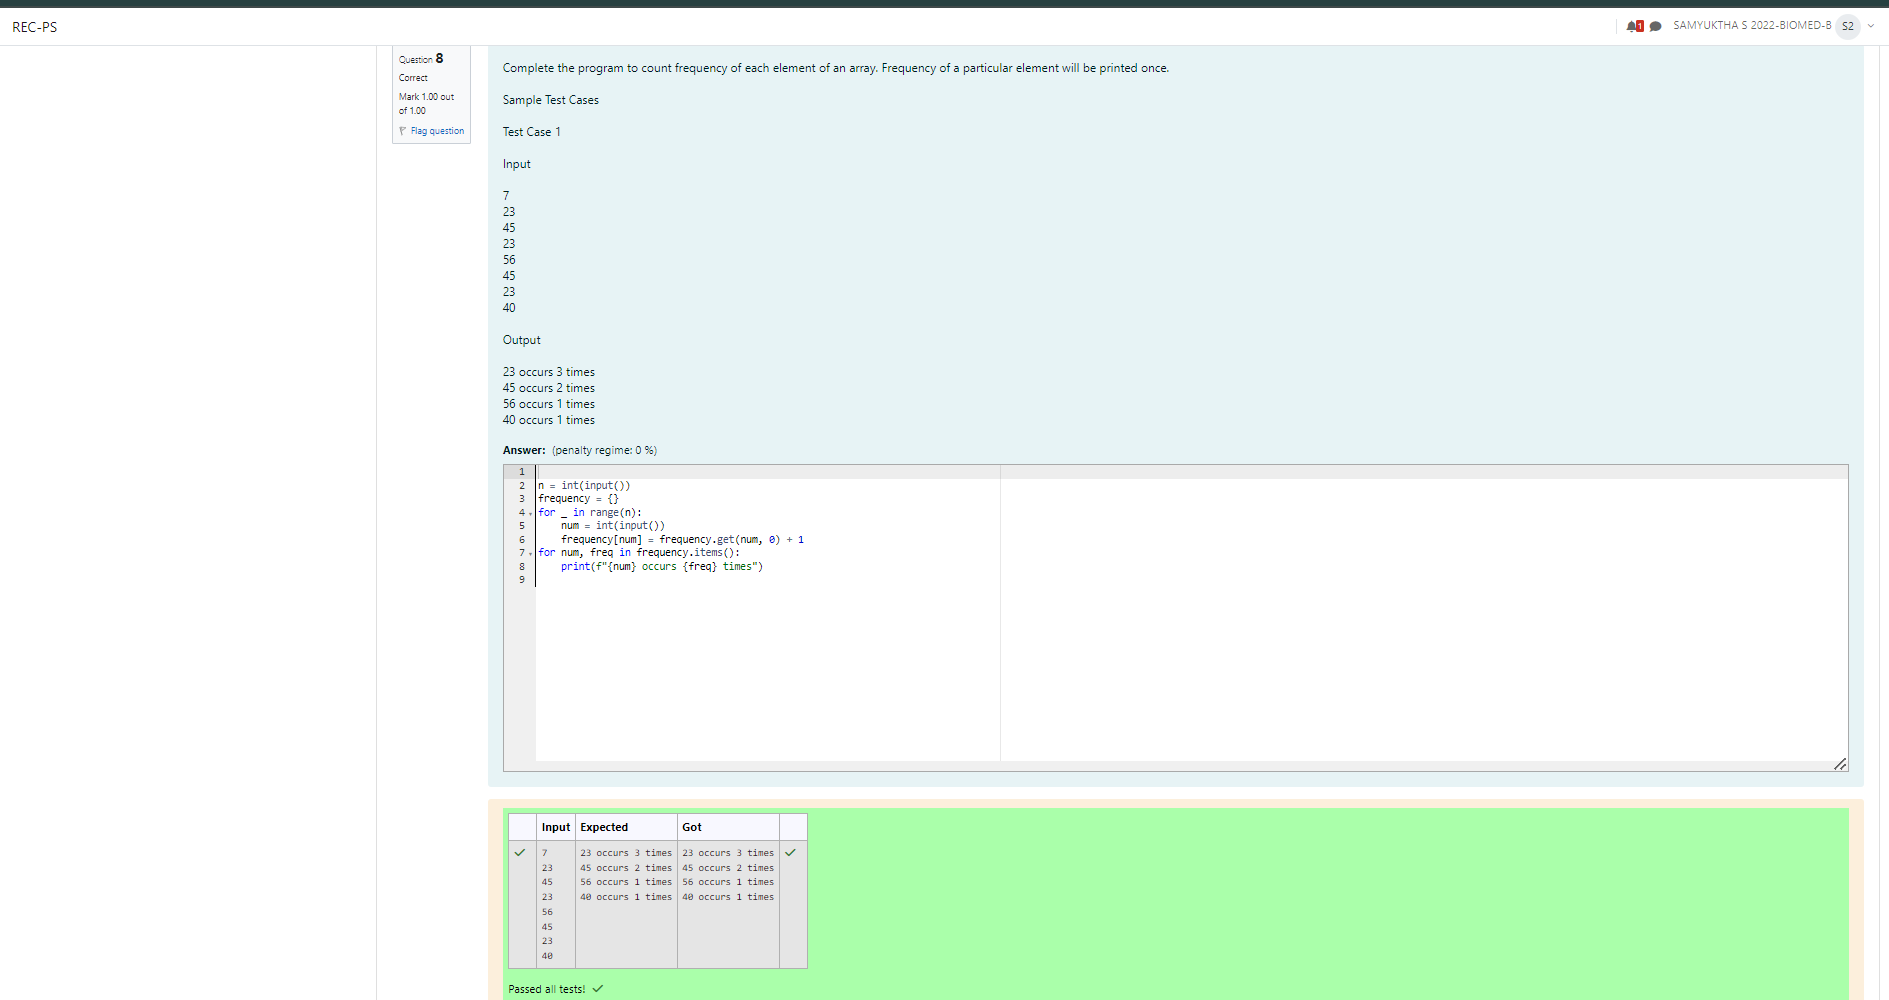 REC-PS
1
SAMYUKTHA S 2022-BIOMED-B
S2
Question 8
Correct
Mark 1.00 out
of 1.00
Flag question
Complete the program to count frequency of each element of an array. Frequency of a particular element will be printed once.
Sample Test Cases
Test Case 1
Input
7
23
45
23
56
45
23
40
Output
23 occurs 3 times
45 occurs 2 times
56 occurs 1 times
40 occurs 1 times
Answer: (penalty regime: 0 %)
1
2 n = int(input())
3 frequency = {}
4 for _ in range(n):
5     num = int(input())
6     frequency[num] = frequency.get(num, 0) + 1
7 for num, freq in frequency.items():
8     print(f"{num} occurs {freq} times")
9
Input Expected Got
7 23 occurs 3 times 23 occurs 3 times
23 45 occurs 2 times 45 occurs 2 times
45 56 occurs 1 times 56 occurs 1 times
23 40 occurs 1 times 40 occurs 1 times
56
45
23
40
Passed all tests!